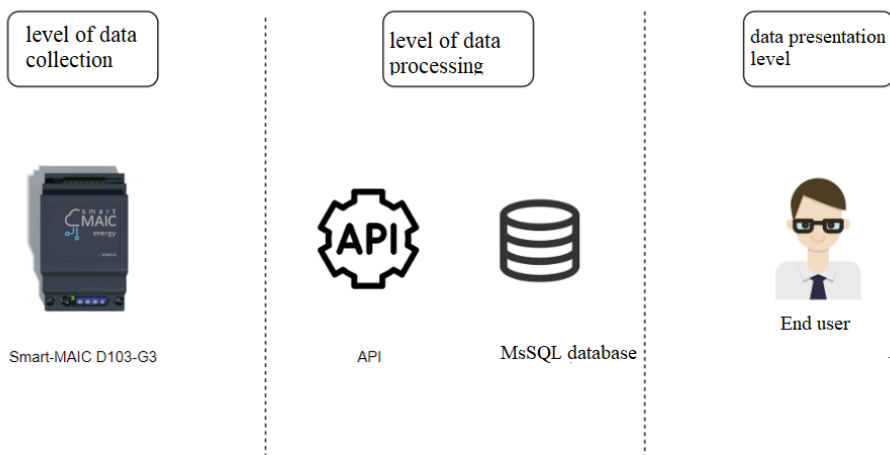 level of data
collection
level of data
processing
data presentation
level
smart
MAIC
energy
API
End user
Smart-MAIC D103-G3
API
MsSQL database